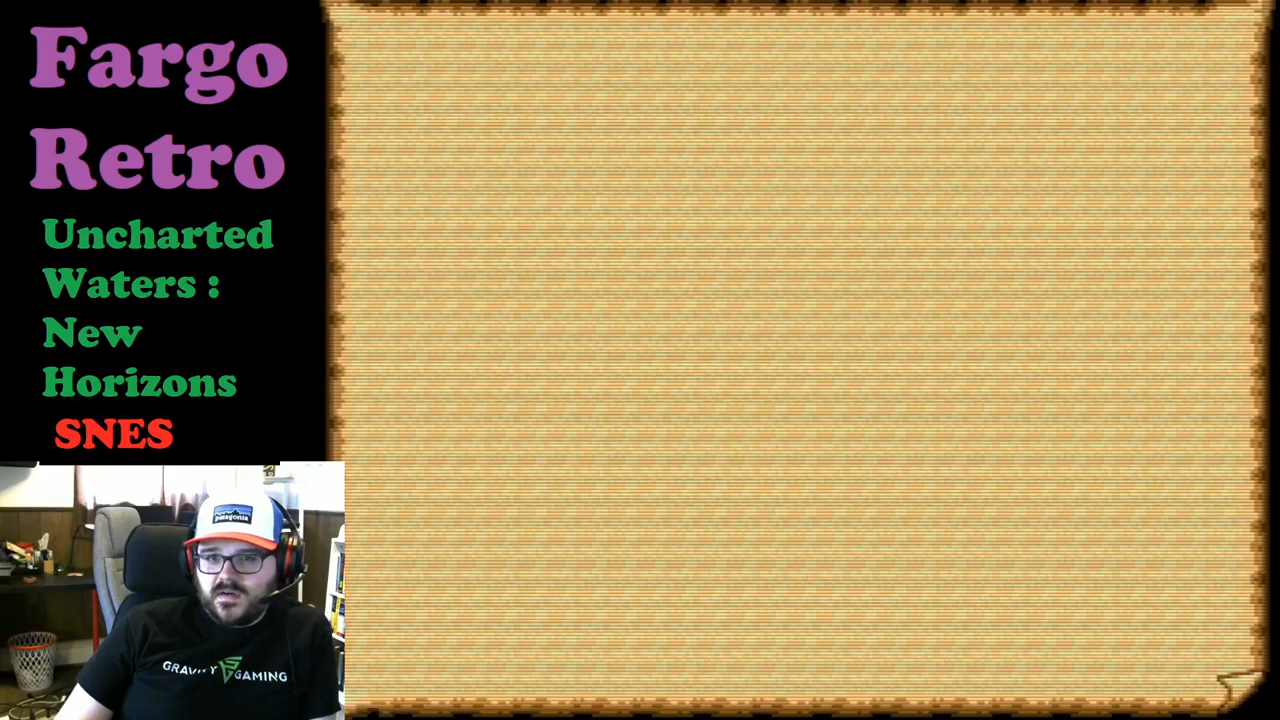 Fargo
Retro
Uncharted
Waters :
New
Horizons
SNES
patagonia
GRAVITY GAMING